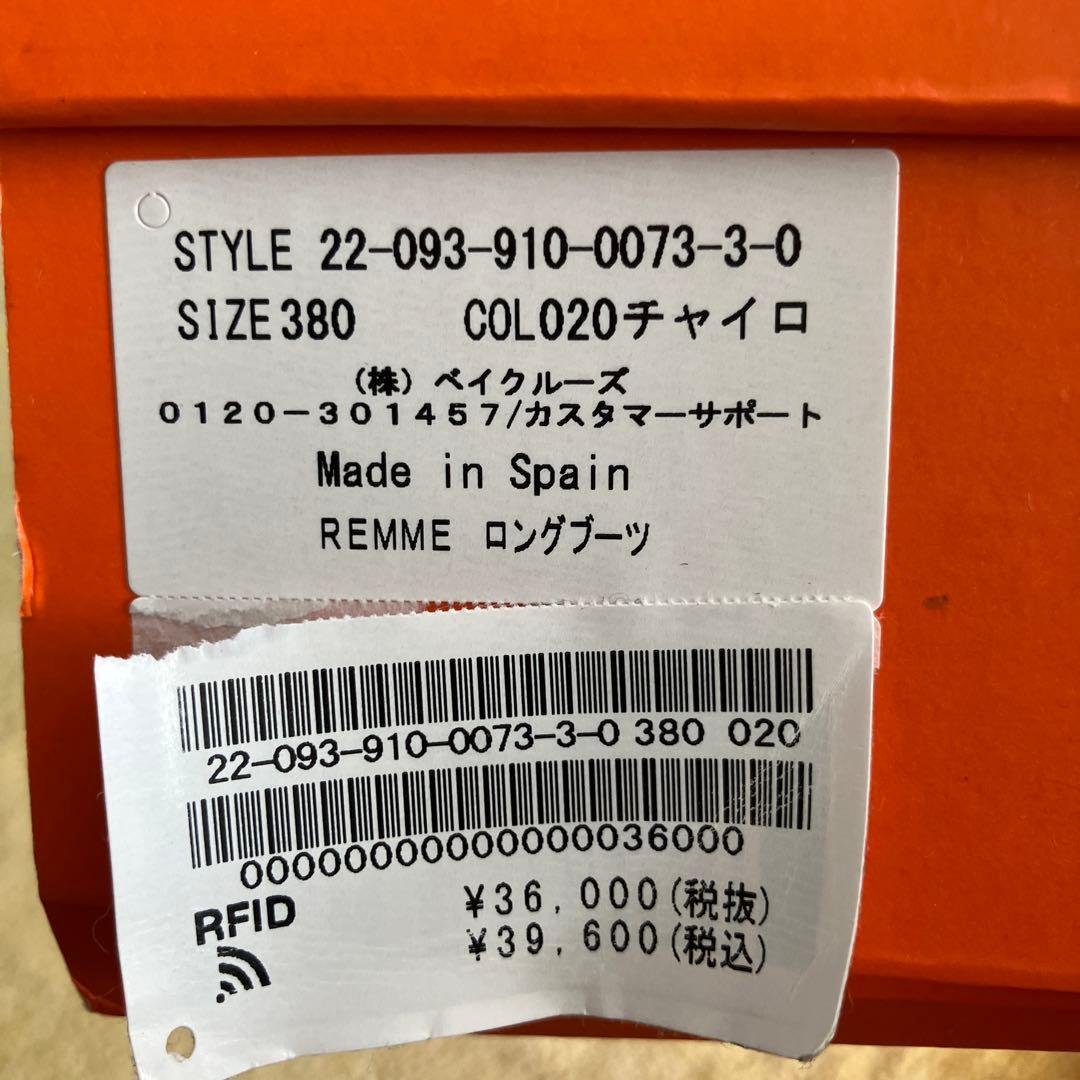 STYLE 22-093-910-0073-3-0
SIZE380 COL020チャイロ
（株）ベイクルーズ
０１２０－３０１４５７/カスタマーサポート
Made in Spain
REMME ロングブーツ
22-093-910-0073-3-0 380 020
000000000000000036000
RFID
¥36,000(税抜)
¥39,600(税込)